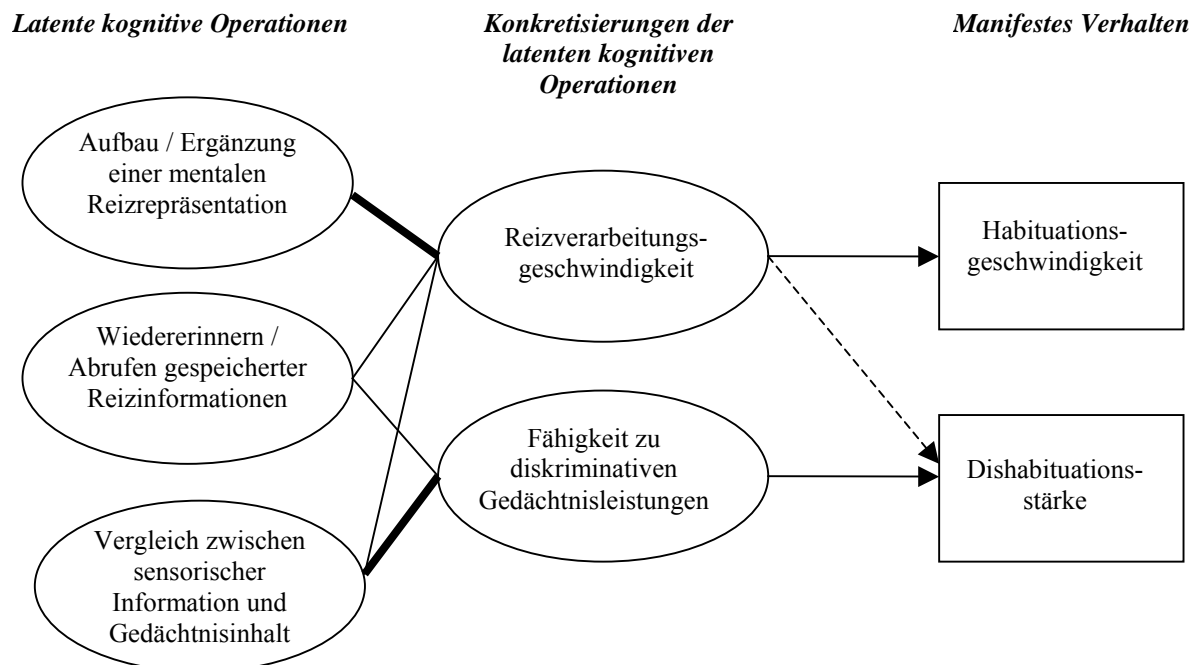 Latente kognitive Operationen
Konkretisierungen der
latenten kognitiven
Operationen
Manifestes Verhalten
Aufbau / Ergänzung
einer mentalen
Reizrepräsentation
Wiedererinnern /
Abrufen gespeicherter
Reizinformationen
Vergleich zwischen
sensorischer
Information und
Gedächtnisinhalt
Reizverarbeitungs-
geschwindigkeit
Fähigkeit zu
diskriminativen
Gedächtnisleistungen
Habituations-
geschwindigkeit
Dishabituations-
stärke